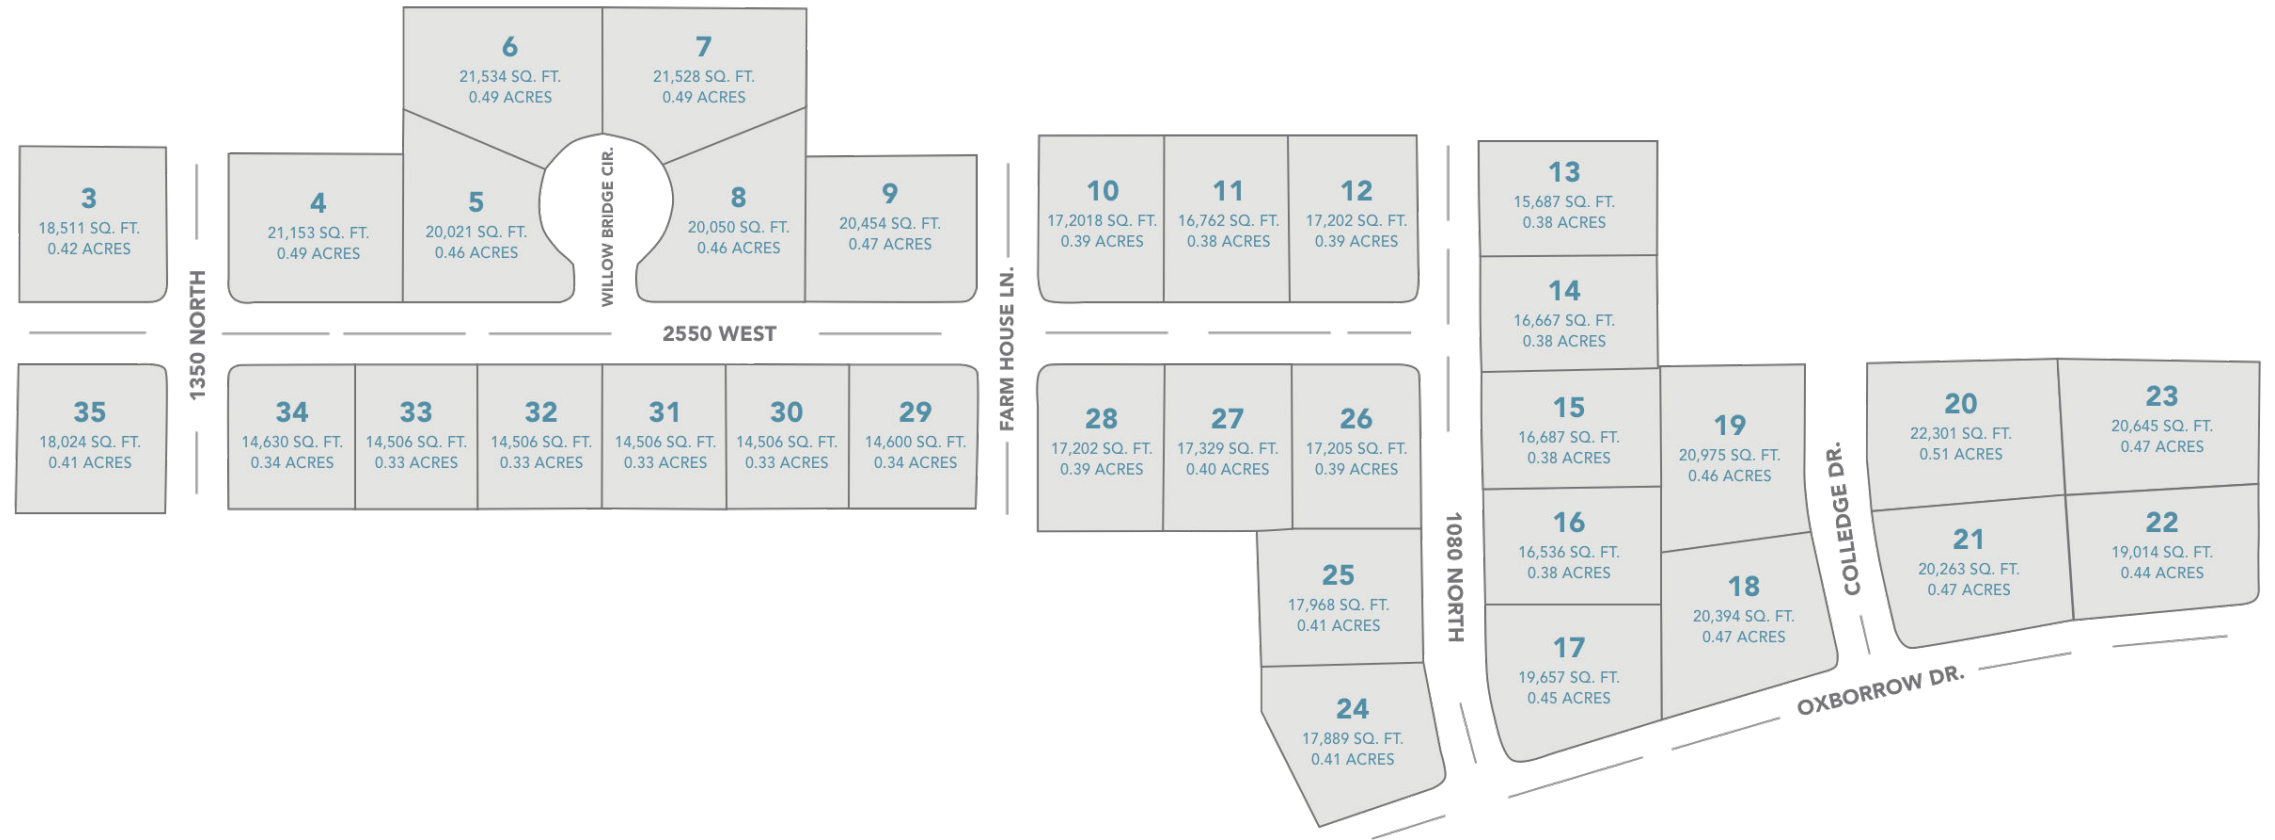 6
21,534 SQ. FT.
0.49 ACRES
7
21,528 SQ. FT.
0.49 ACRES
3
18,511 SQ. FT.
0.42 ACRES
1350 NORTH
4
21,153 SQ. FT.
0.49 ACRES
5
20,021 SQ. FT.
0.46 ACRES
WILLOW BRIDGE CIR.
8
20,050 SQ. FT.
0.46 ACRES
9
20,454 SQ. FT.
0.47 ACRES
FARM HOUSE LN.
10
17,2018 SQ. FT.
0.39 ACRES
11
16,762 SQ. FT.
0.38 ACRES
12
17,202 SQ. FT.
0.39 ACRES
13
15,687 SQ. FT.
0.38 ACRES
14
16,667 SQ. FT.
0.38 ACRES
2550 WEST
35
18,024 SQ. FT.
0.41 ACRES
34
14,630 SQ. FT.
0.34 ACRES
33
14,506 SQ. FT.
0.33 ACRES
32
14,506 SQ. FT.
0.33 ACRES
31
14,506 SQ. FT.
0.33 ACRES
30
14,506 SQ. FT.
0.33 ACRES
29
14,600 SQ. FT.
0.34 ACRES
28
17,202 SQ. FT.
0.39 ACRES
27
17,329 SQ. FT.
0.40 ACRES
26
17,205 SQ. FT.
0.39 ACRES
15
16,687 SQ. FT.
0.38 ACRES
19
20,975 SQ. FT.
0.46 ACRES
COLLEDGE DR.
20
22,301 SQ. FT.
0.51 ACRES
23
20,645 SQ. FT.
0.47 ACRES
1080 NORTH
16
16,536 SQ. FT.
0.38 ACRES
21
20,263 SQ. FT.
0.47 ACRES
22
19,014 SQ. FT.
0.44 ACRES
25
17,968 SQ. FT.
0.41 ACRES
18
20,394 SQ. FT.
0.47 ACRES
17
19,657 SQ. FT.
0.45 ACRES
OXBORROW DR.
24
17,889 SQ. FT.
0.41 ACRES